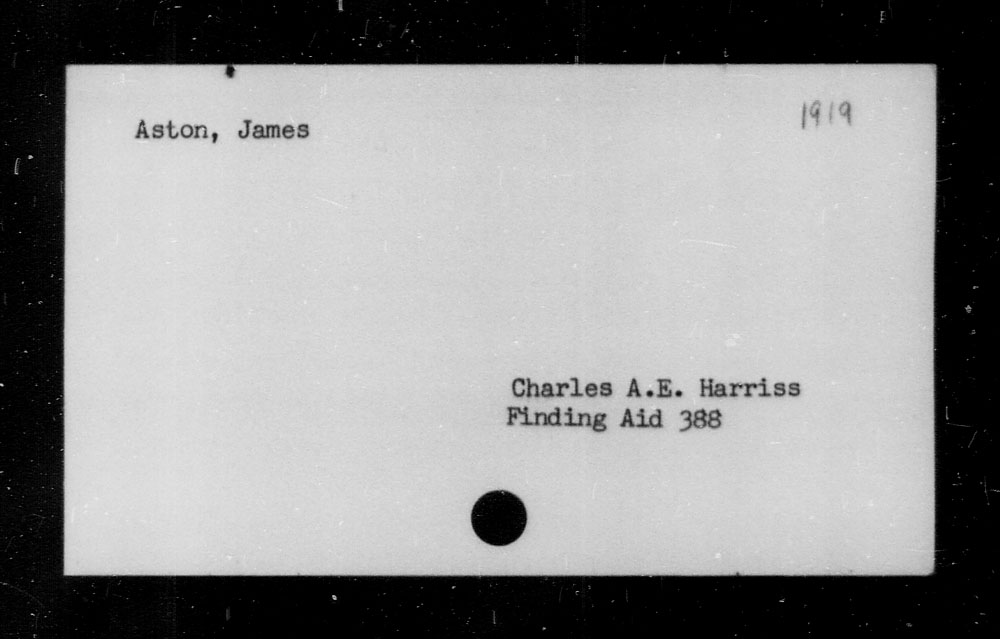 Aston, James
1919
Charles A.E. Harriss
Finding Aid 388